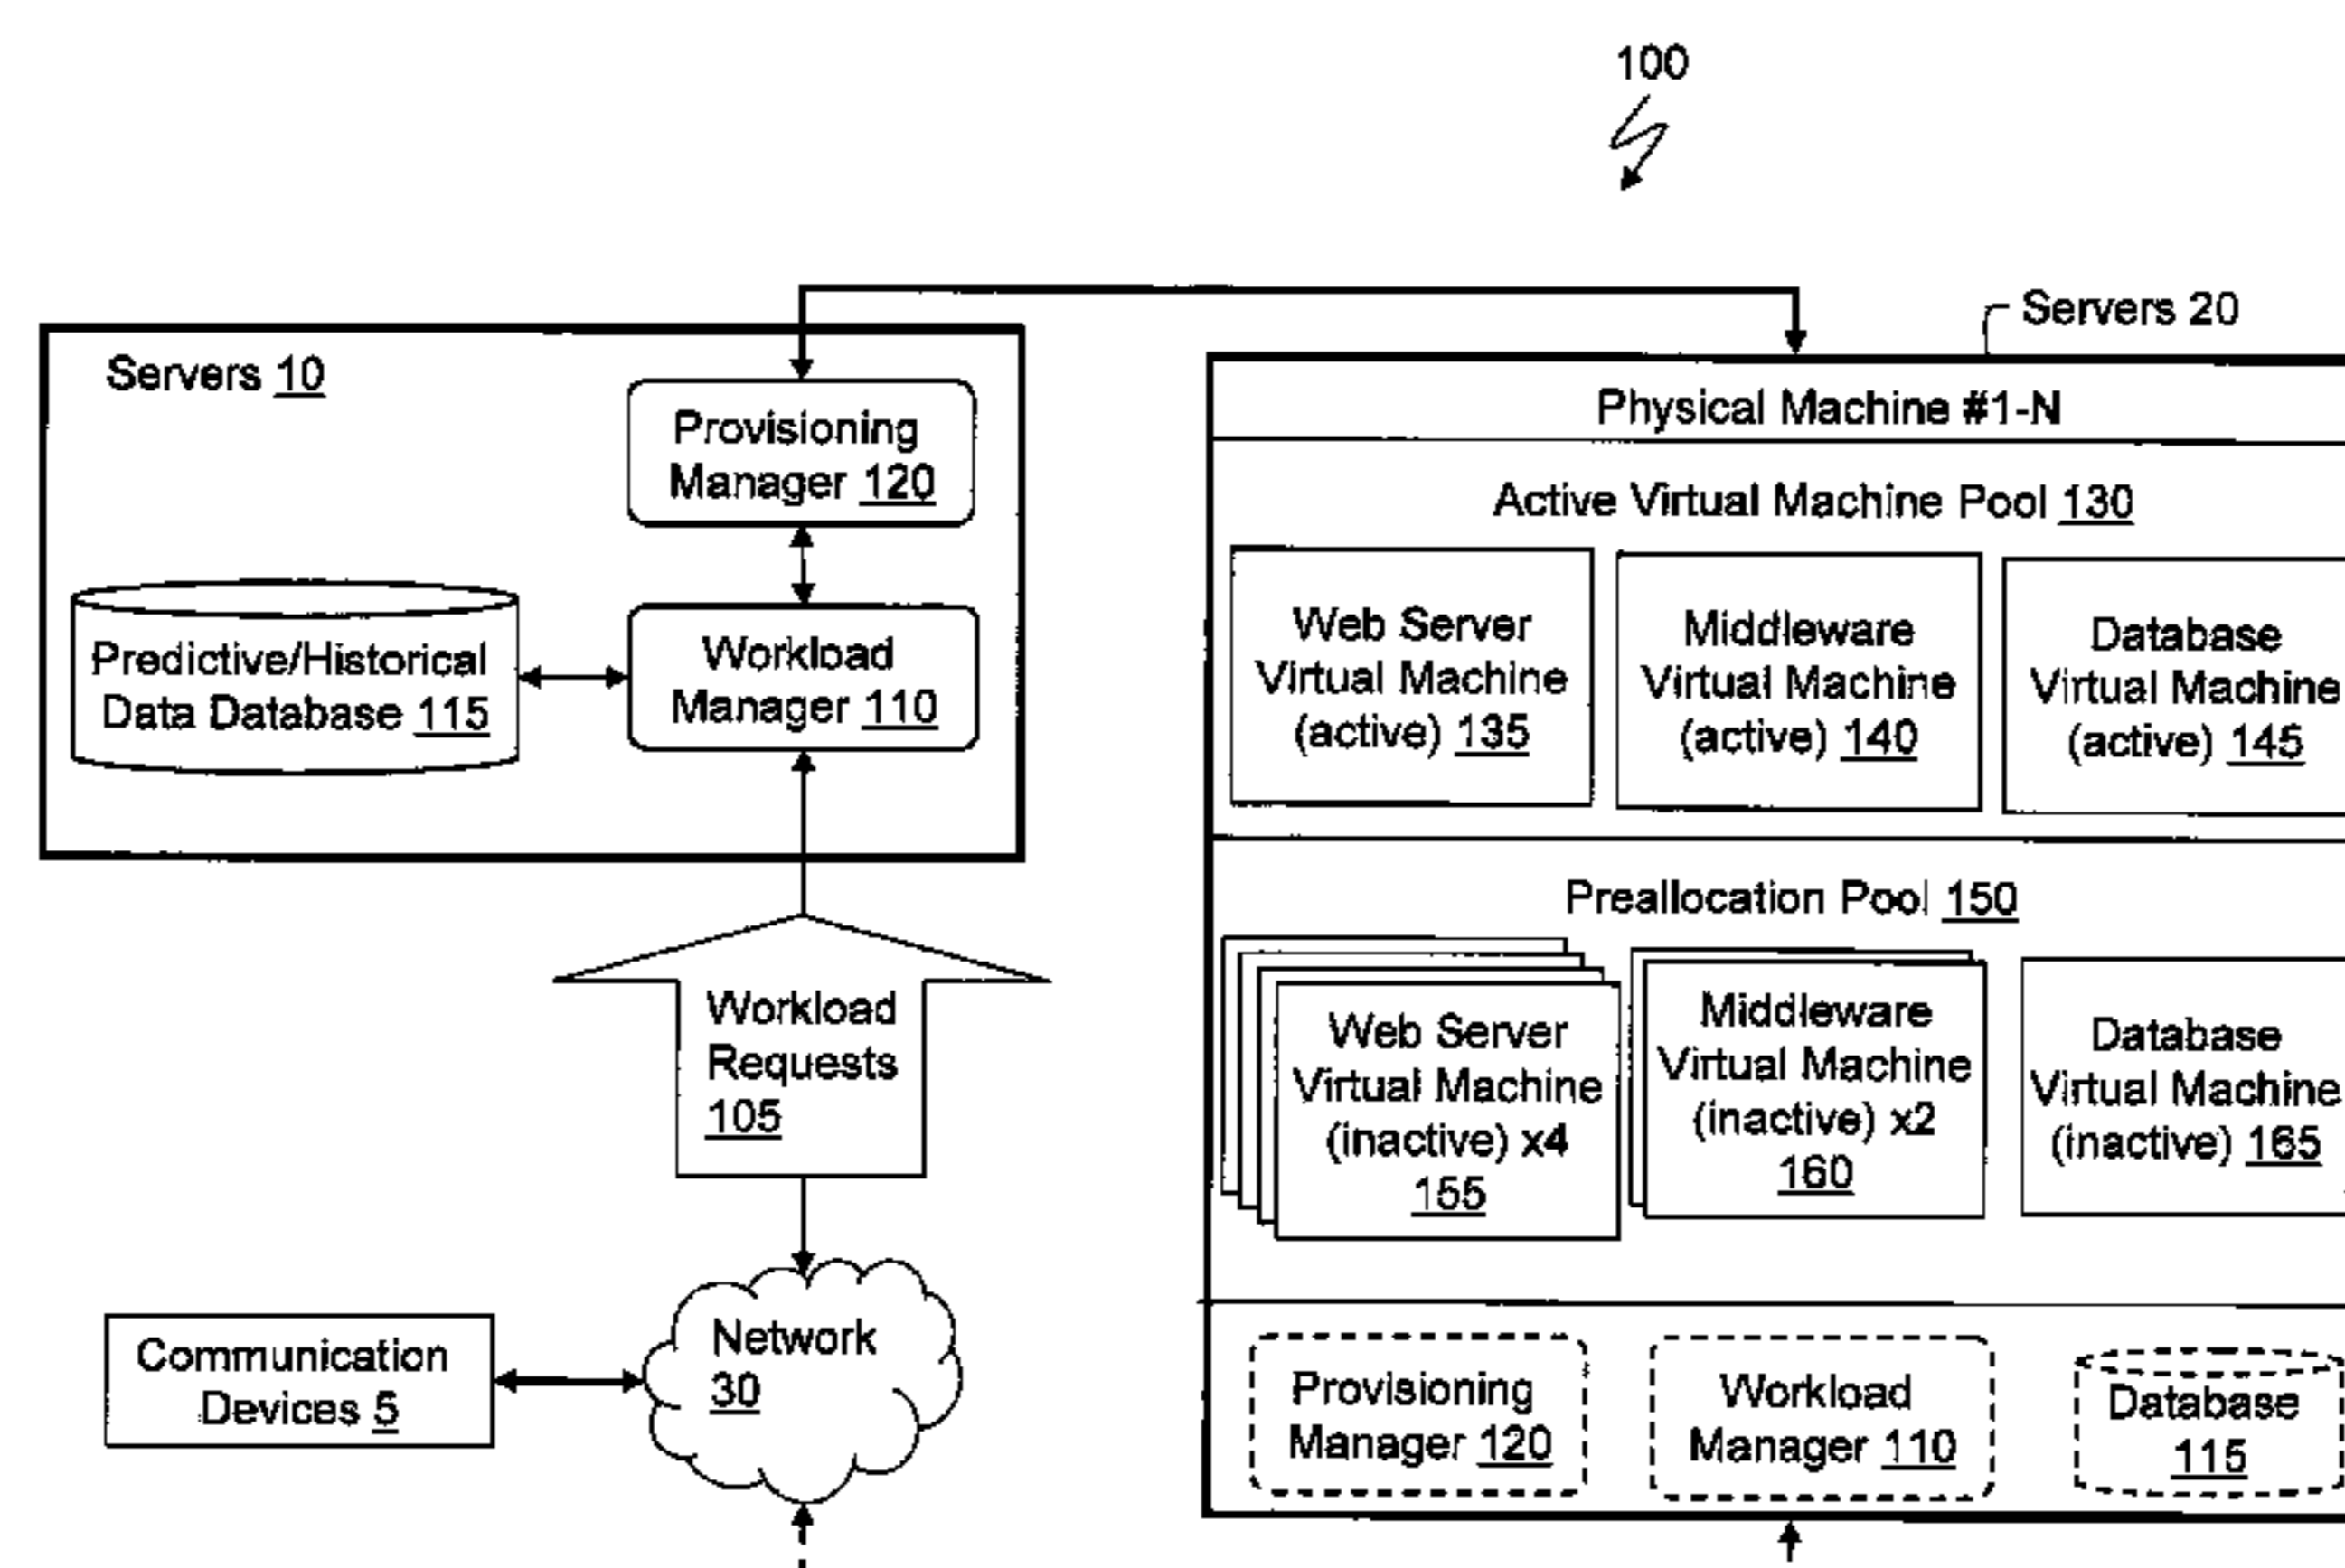 100
Servers 10
Provisioning
Manager 120
Predictive/Historical
Data Database 115
Workload
Manager 110
Workload
Requests
105
Communication
Devices 5
Network
30
Servers 20
Physical Machine #1-N
Active Virtual Machine Pool 130
Web Server
Virtual Machine
(active) 135
Middleware
Virtual Machine
(active) 140
Database
Virtual Machine
(active) 145
Preallocation Pool 150
Web Server
Virtual Machine
(inactive) x4
155
Middleware
Virtual Machine
(inactive) x2
160
Database
Virtual Machine
(inactive) 165
Provisioning
Manager 120
Workload
Manager 110
Database
115